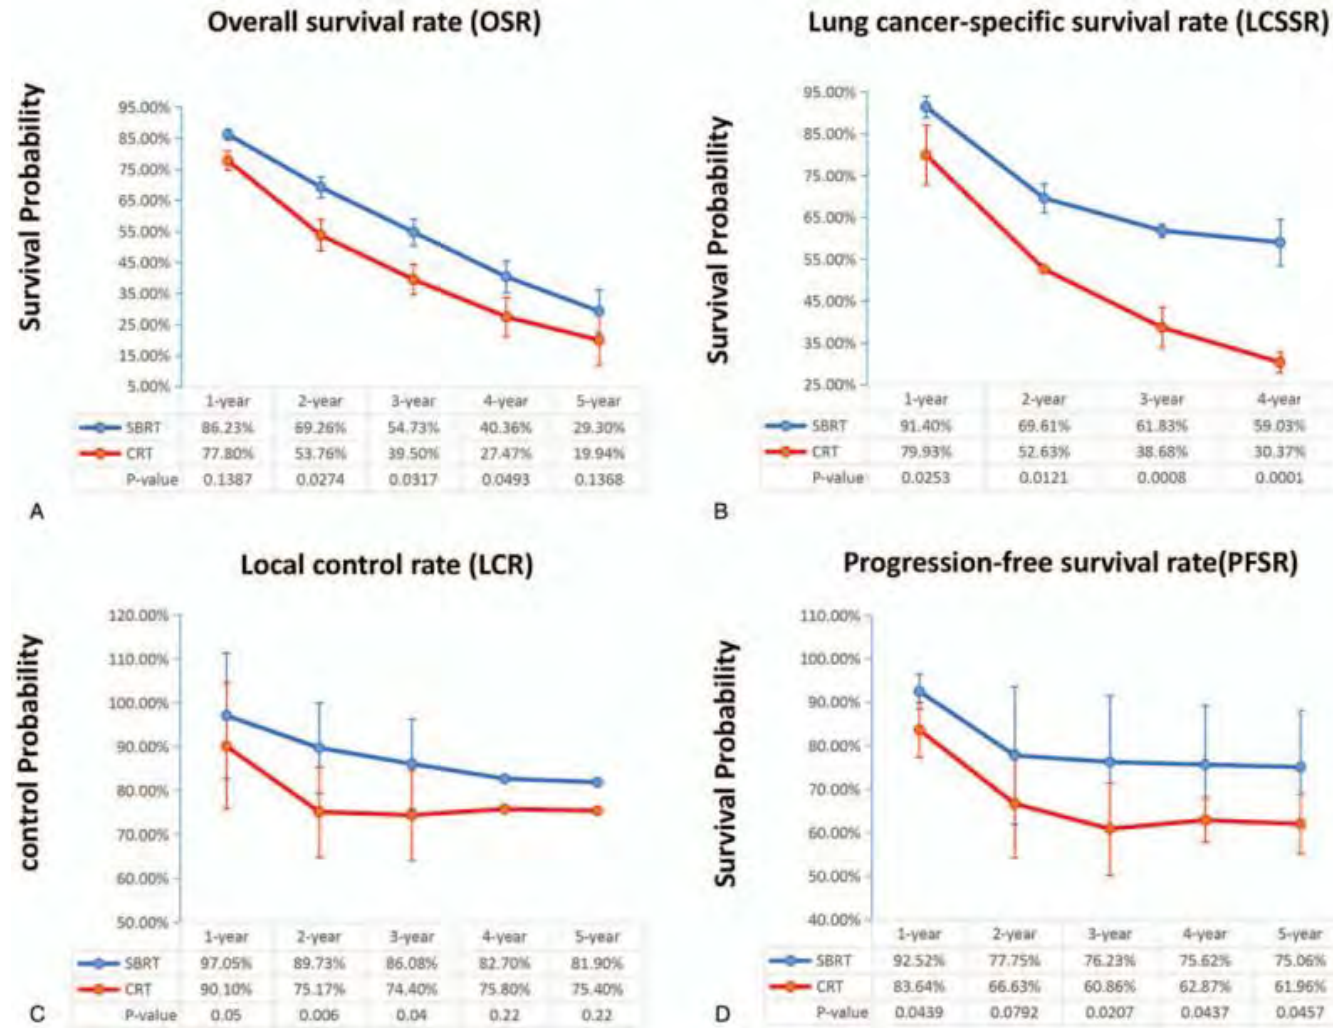 Overall survival rate (OSR)
Survival Probability
95.00%
85.00%
75.00%
65.00%
55.00%
45.00%
35.00%
25.00%
15.00%
5.00%
1-year 2-year 3-year 4-year 5-year
SBRT 86.23% 69.26% 54.73% 40.36% 29.30%
CRT 77.80% 53.76% 39.50% 27.47% 19.94%
P-value 0.1387 0.0274 0.0317 0.0493 0.1368
A
Lung cancer-specific survival rate (LCSSR)
Survival Probability
95.00%
85.00%
75.00%
65.00%
55.00%
45.00%
35.00%
25.00%
1-year 2-year 3-year 4-year
SBRT 91.40% 69.61% 61.83% 59.03%
CRT 79.93% 52.63% 38.68% 30.37%
P-value 0.0253 0.0121 0.0008 0.0001
B
Local control rate (LCR)
control Probability
120.00%
110.00%
100.00%
90.00%
80.00%
70.00%
60.00%
50.00%
1-year 2-year 3-year 4-year 5-year
SBRT 97.05% 89.73% 86.08% 82.70% 81.90%
CRT 90.10% 75.17% 74.40% 75.80% 75.40%
P-value 0.05 0.006 0.04 0.22 0.22
C
Progression-free survival rate(PFSR)
Survival Probability
110.00%
100.00%
90.00%
80.00%
70.00%
60.00%
50.00%
40.00%
1-year 2-year 3-year 4-year 5-year
SBRT 92.52% 77.75% 76.23% 75.62% 75.06%
CRT 83.64% 66.63% 60.86% 62.87% 61.96%
P-value 0.0439 0.0792 0.0207 0.0437 0.0457
D